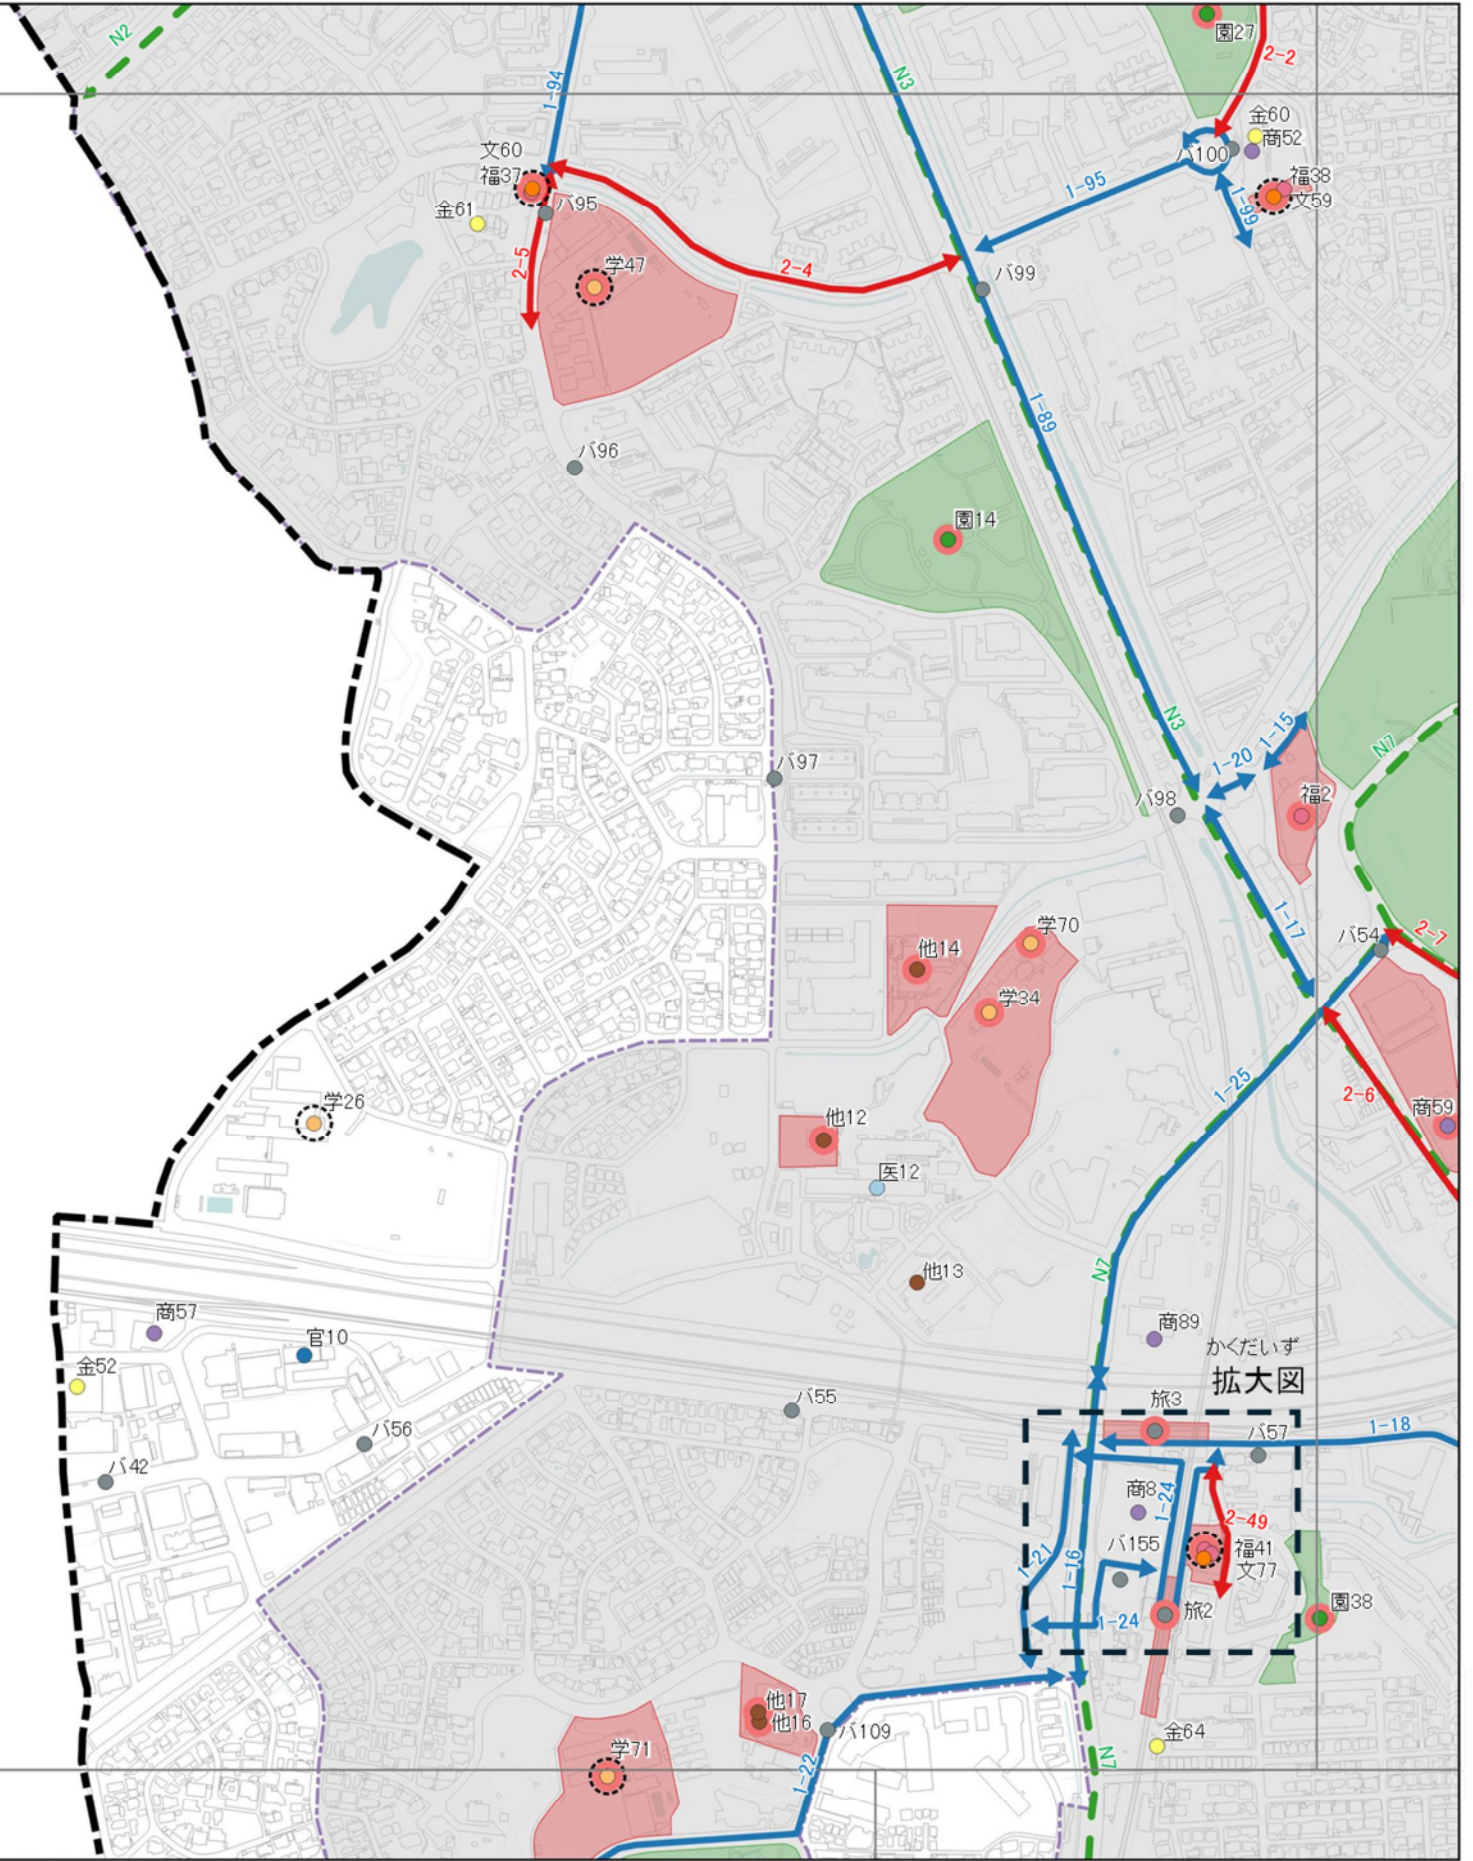 N2
1-94
N3
園27
2-2
金60
商52
バ100
文60
福37
バ95
金61
1-95
福38
文59
1-99
2-5
学47
2-4
バ99
1-89
バ96
園14
N3
1-15
1-20
N7
バ97
バ98
福2
1-17
バ54
2-7
学70
他14
学34
1-25
2-6
商59
学26
他12
医12
N7
他13
商57
官10
商89
かくだいず
拡大図
金52
旅3
バ55
バ56
バ57
1-18
バ42
商8
1-24
2-49
バ155
福41
文77
1-21
1-16
1-24
旅2
園38
他17
他16
バ109
金64
学71
1-22
N7